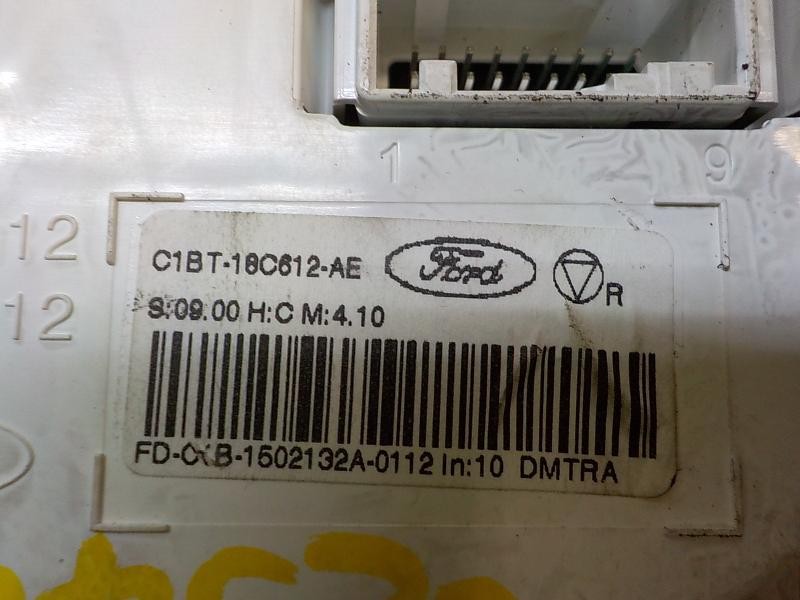 1 9
12
C1BT-18C612-AE Ford R
12
S:09.00 H:C M:4.10
In:10 DMTRA